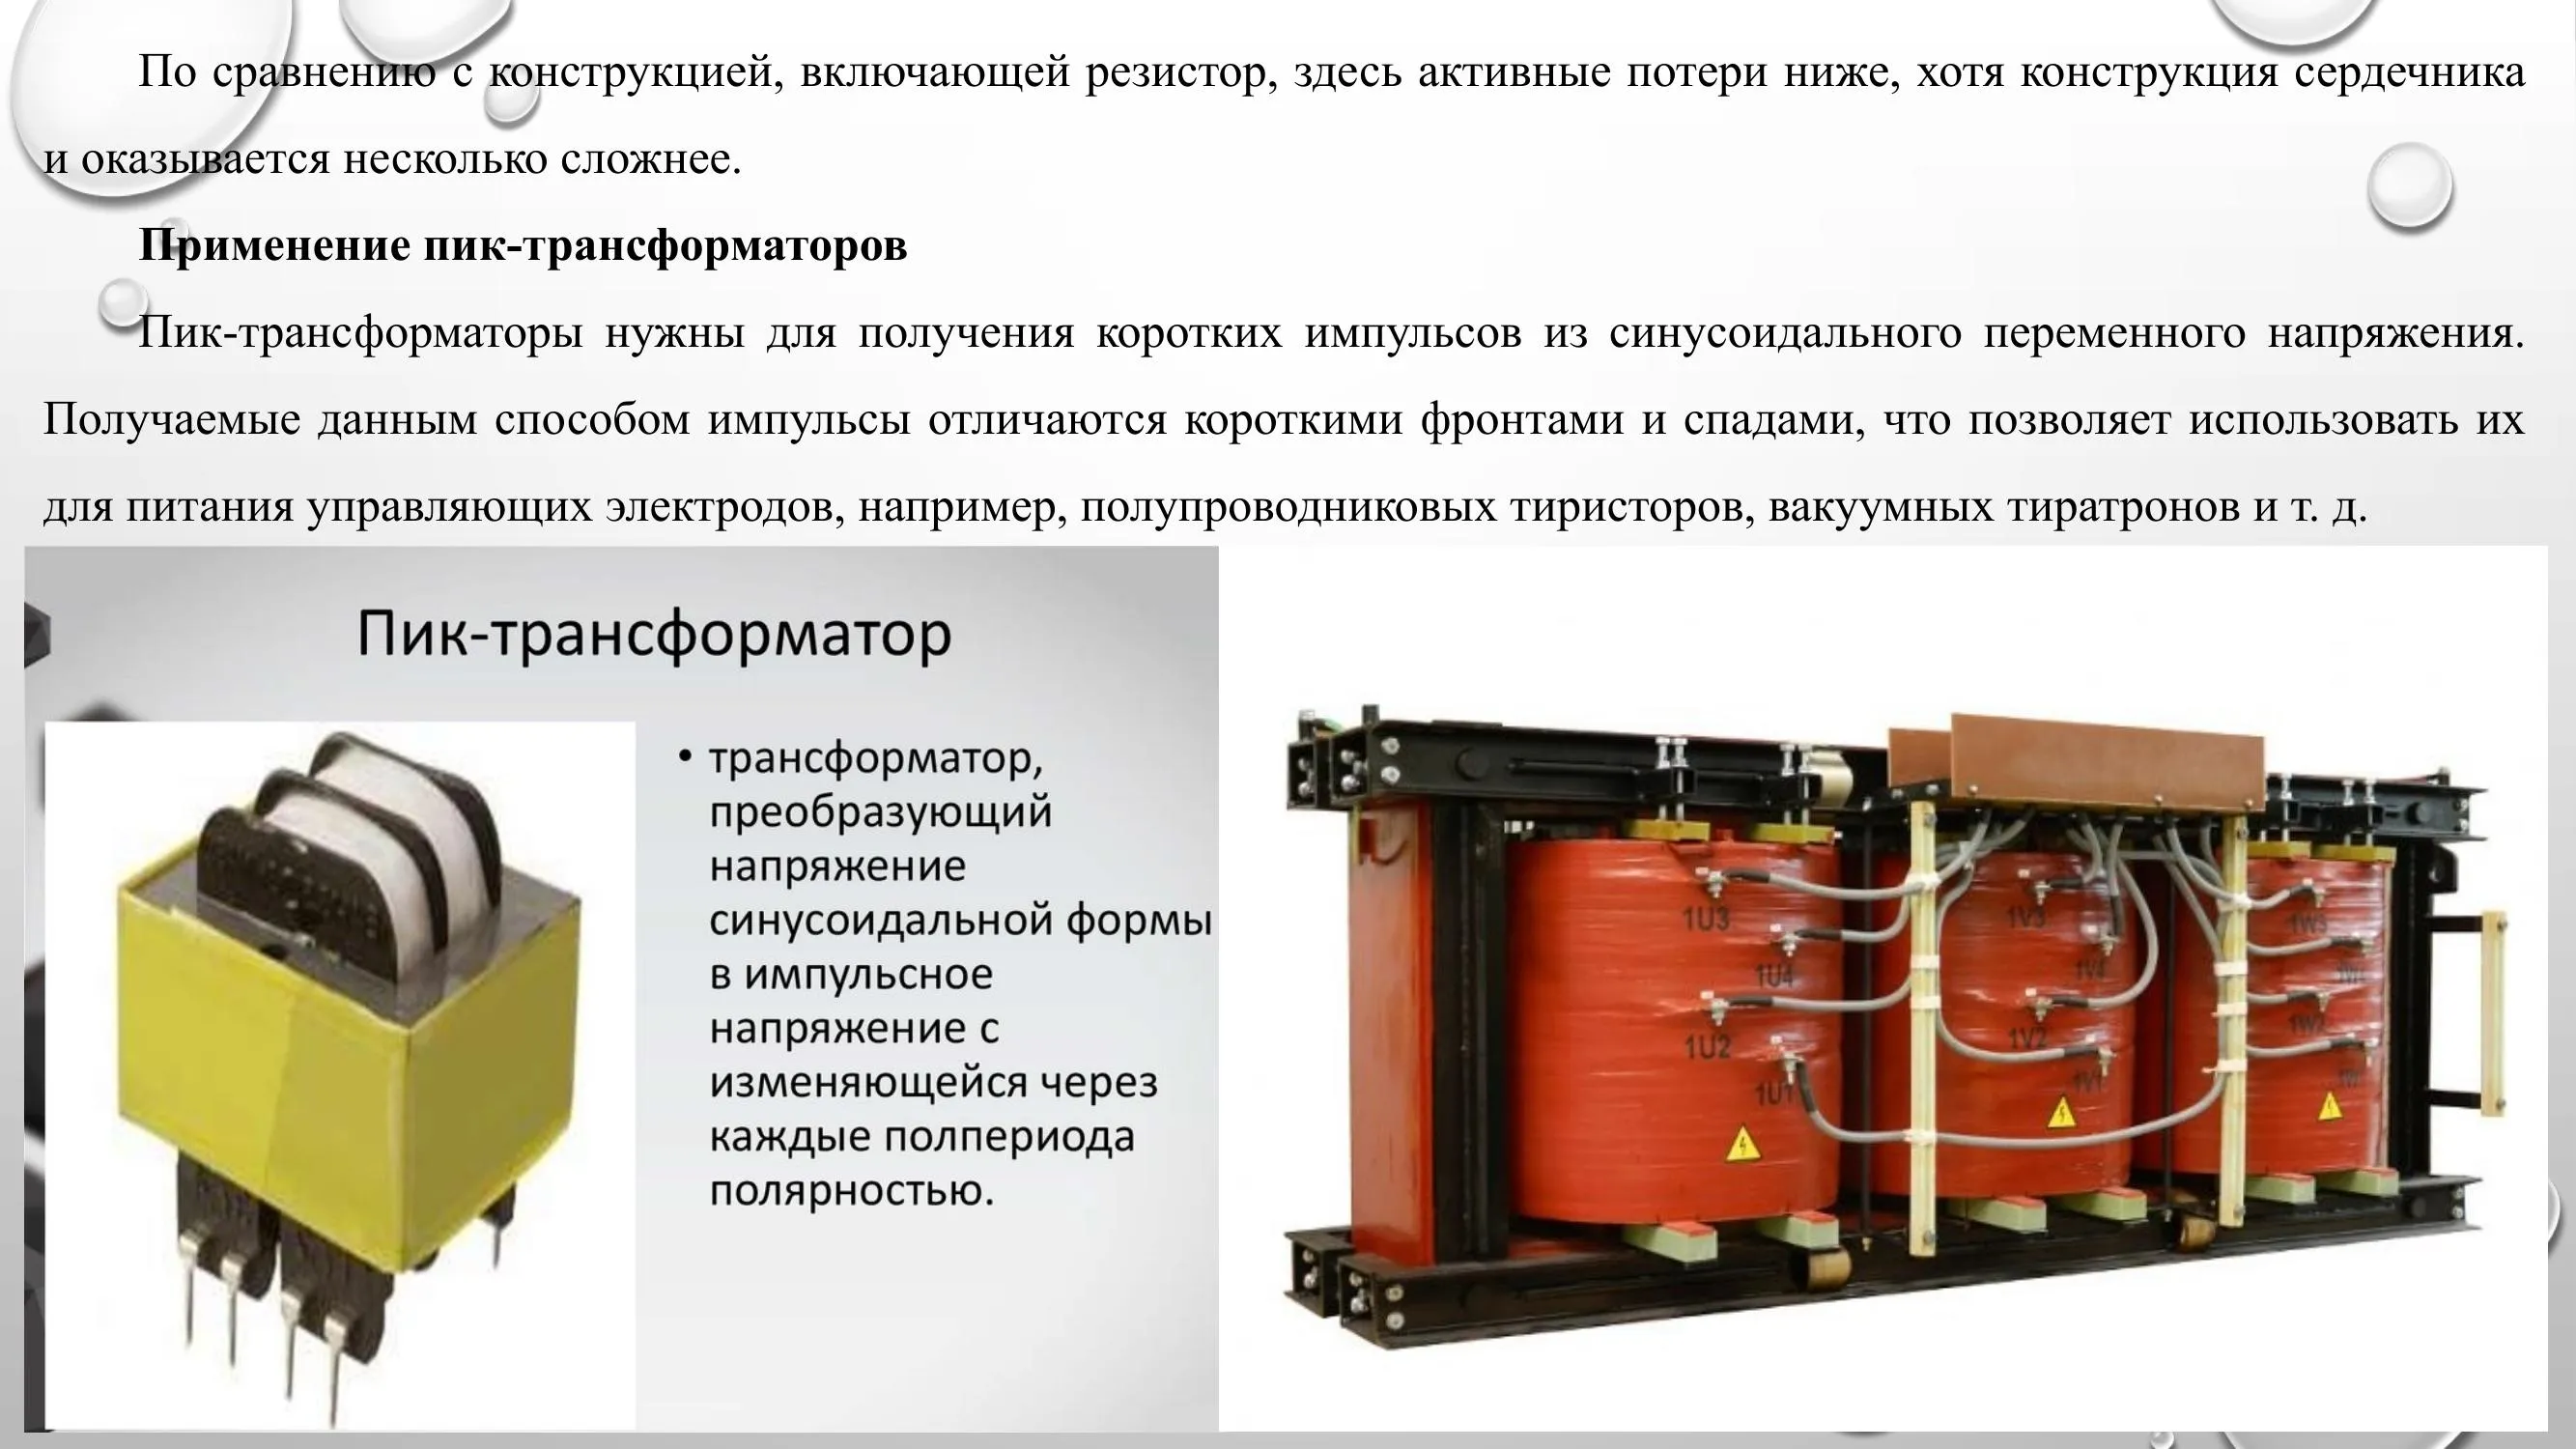 По сравнению с конструкцией, включающей резистор, здесь активные потери ниже, хотя конструкция сердечника
и оказывается несколько сложнее.
Применение пик-трансформаторов
Пик-трансформаторы нужны для получения коротких импульсов из синусоидального переменного напряжения.
Получаемые данным способом импульсы отличаются короткими фронтами и спадами, что позволяет использовать их
для питания управляющих электродов, например, полупроводниковых тиристоров, вакуумных тиратронов и т. д.
Пик-трансформатор
• трансформатор,
преобразующий
напряжение
синусоидальной формы
в импульсное
напряжение с
изменяющейся через
каждые полпериода
полярностью.
1U3
1U4
1U2
1U1
1V3
1V4
1V2
1V1
1W3
1W2